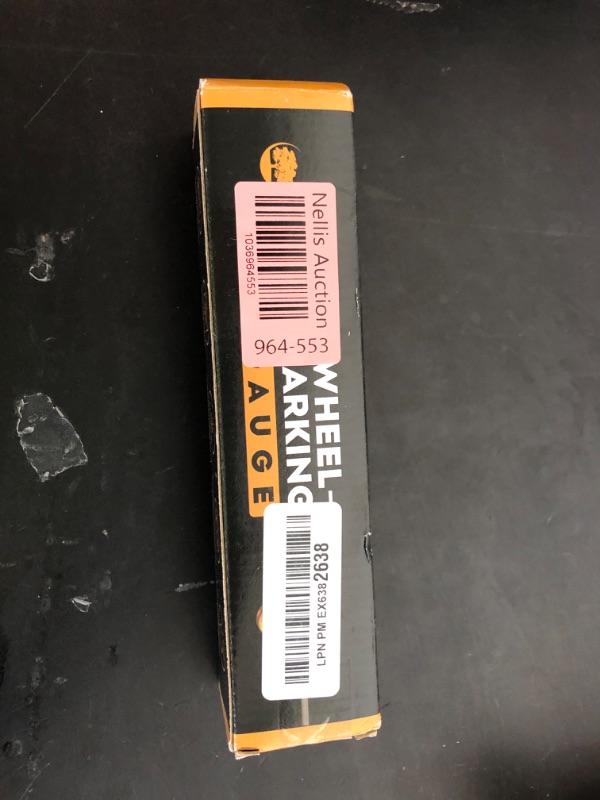 Nellis Auction
1036964553
964-553
WHEEL-
ARKING
AUGE
LPN PM EX6382638